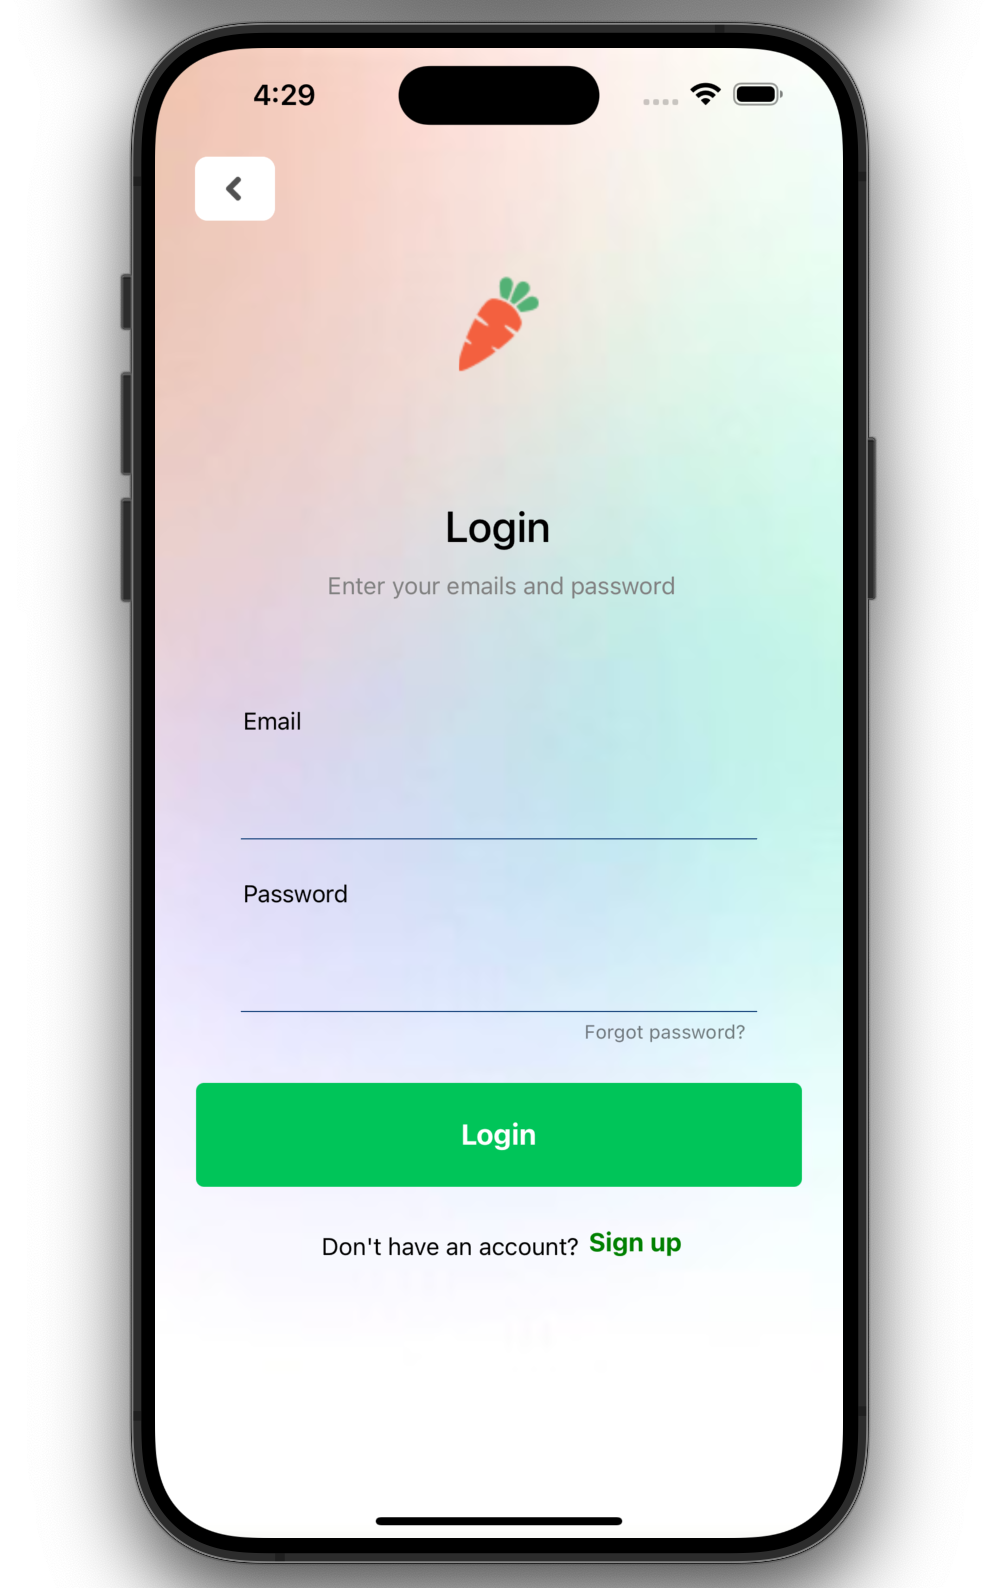 4:29
Login
Enter your emails and password
Email
Password
Forgot password?
Login
Don't have an account? Sign up